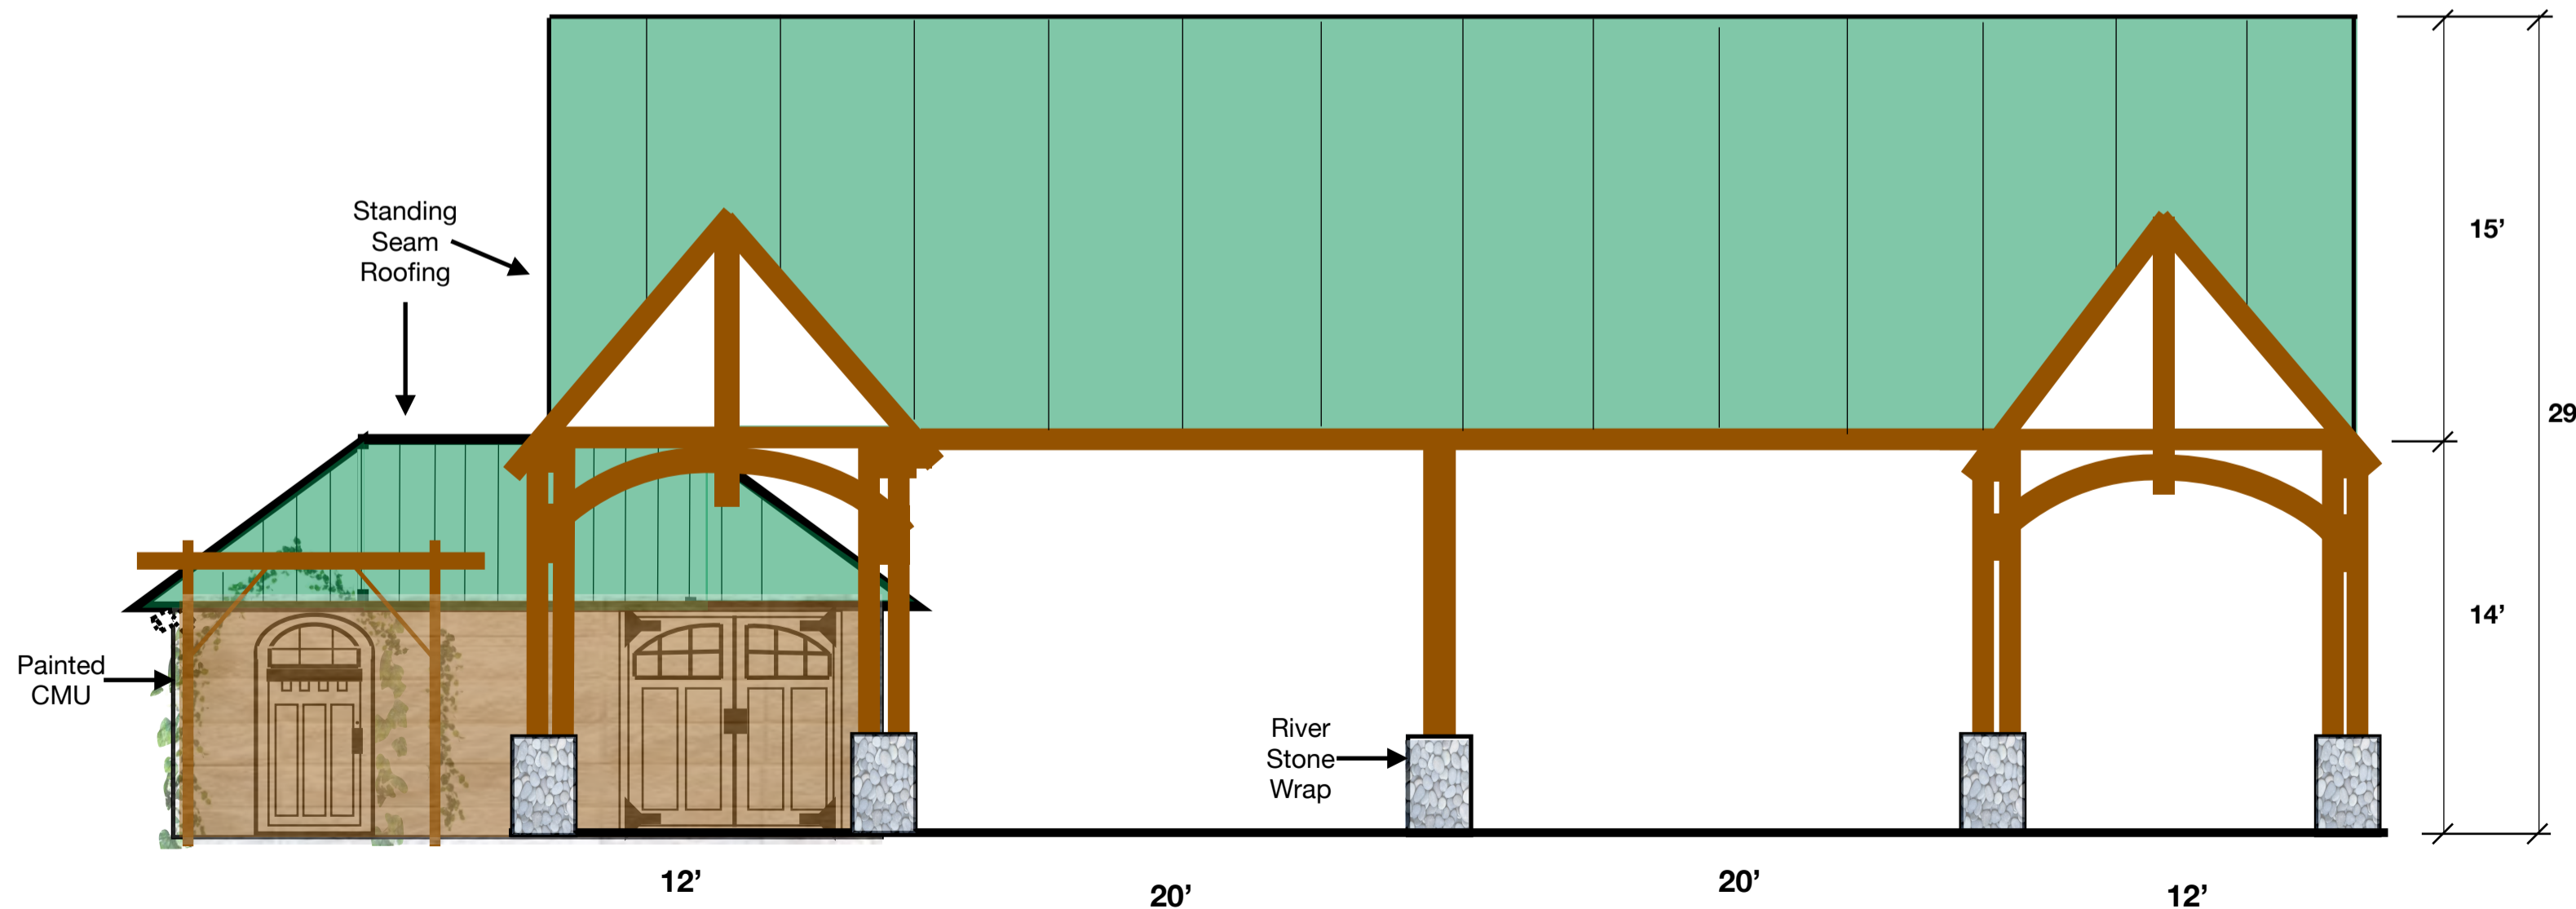 Standing
Seam
Roofing
15’
29
Painted
CMU
14’
River
Stone
Wrap
12’
20’
20’
12’